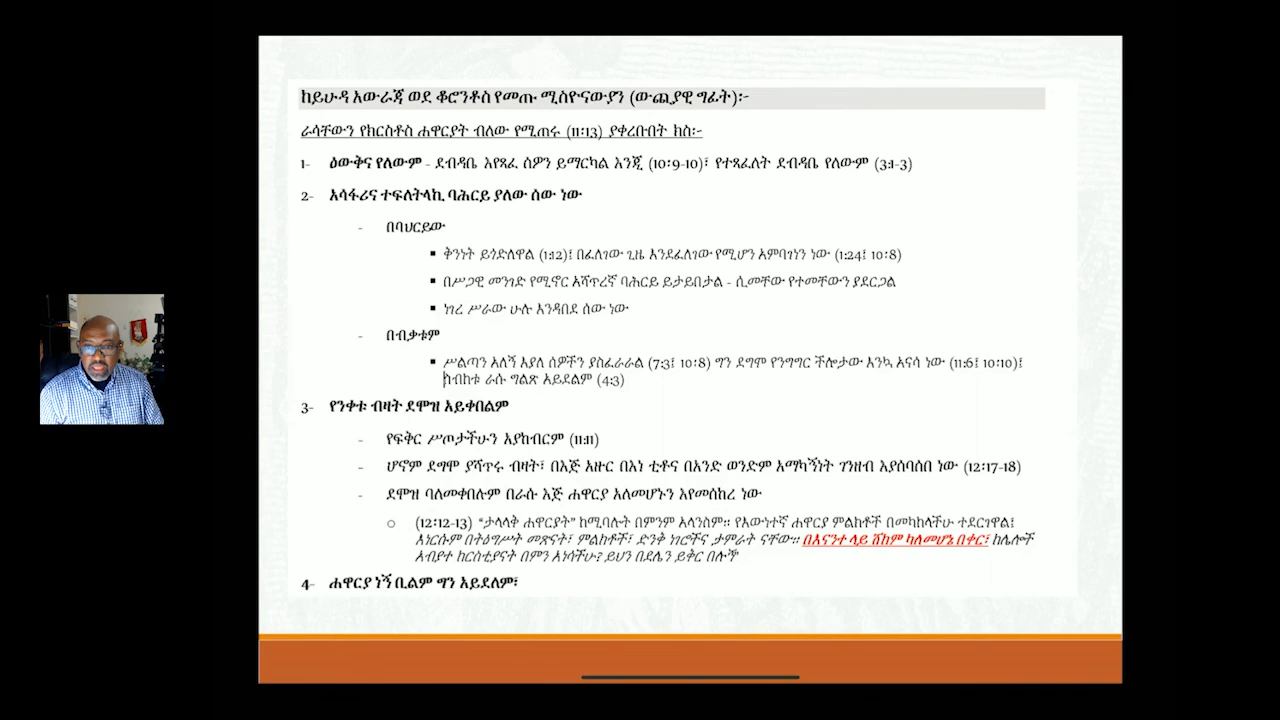 ከይሁዳ አውራጃ ወደ ቆሮንቶስ የመጡ ሚስዮናውያን (ውጪያዊ ግፊት)፡-
ራሳቸውን የክርስቶስ ሐዋርያት ብለው የሚጠሩ (11፡13) ያቀረቡበት ክስ፡-
1- ዕውቅና የለውም - ደብዳቤ እየጻፈ ስዎን ይማርካል እንጂ (10፡9-10)፣ የተጻፈለት ደብዳቤ የለውም (3:1-3)
2- አሳፋሪና ተፍለትላኪ ባሕርይ ያለው ሰው ነው
- በባህርይው
▪ ቅንነት ይጎድለዋል (1፡12)፤ በፈለገው ጊዜ እንደፈለገው የሚሆን አምባገነን ነው (1:24፤ 10፡8)
▪ በሥጋዊ መንገድ የሚኖር አሻጥረኛ ባሕርይ ይታይበታል - ሲመቸው የተመቸውን ያደርጋል
▪ ነገረ ሥራው ሁሉ እንዳበደ ሰው ነው
- በብቃቱም
▪ ሥልጣን አለኝ እያለ ሰዎችን ያስፈራራል (7:3፤ 10፡8) ግን ደግሞ የንግግር ችሎታው እንኳ አናሳ ነው (11:6፤ 10፡10)፤
ስብከቱ ራሱ ግልጽ አይደልም (4:3)
3- የንቀቱ ብዛት ደሞዝ አይቀበልም
- የፍቅር ሥጦታችሁን አያከብርም (11:11)
- ሆኖም ደግሞ ያሻጥሩ ብዛት፣ በእጅ አዙር በእነ ቲቶና በአንድ ወንድም አማካኝነት ገንዘብ እያሰባሰበ ነው (12፡17-18)
- ደሞዝ ባለመቀበሉም በራሱ እጅ ሐዋርያ አለመሆኑን እየመሰከረ ነው
○ (12፡12-13) “ታላላቅ ሐዋርያት” ከሚባሉት በምንም አላንስም። የእውነተኛ ሐዋርያ ምልክቶች በመካከላችሁ ተደርገዋል፤
እነርሱም በትዕግሥት መጽናት፣ ምልክቶች፣ ድንቅ ነገሮችና ታምራት ናቸው። በእናንተ ላይ ሸከም ካለመሆኔ በቀር፣ ከሌሎች
አብያተ ክርስቲያናት በምን አነሳችሁ? ይህን በደሌን ይቅር በሉኝ
4- ሐዋርያ ነኝ ቢልም ግን አይደለም፣